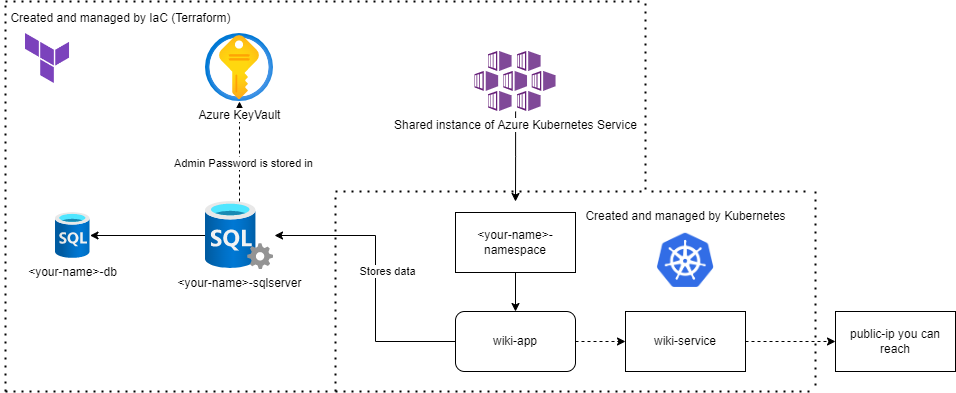 Created and managed by IaC (Terraform)
Azure KeyVault
Shared instance of Azure Kubernetes Service
Admin Password is stored in
SQL
<your-name>-db
SQL
<your-name>-sqlserver
Created and managed by Kubernetes
<your-name>-
namespace
Stores data
wiki-app
wiki-service
public-ip you can
reach